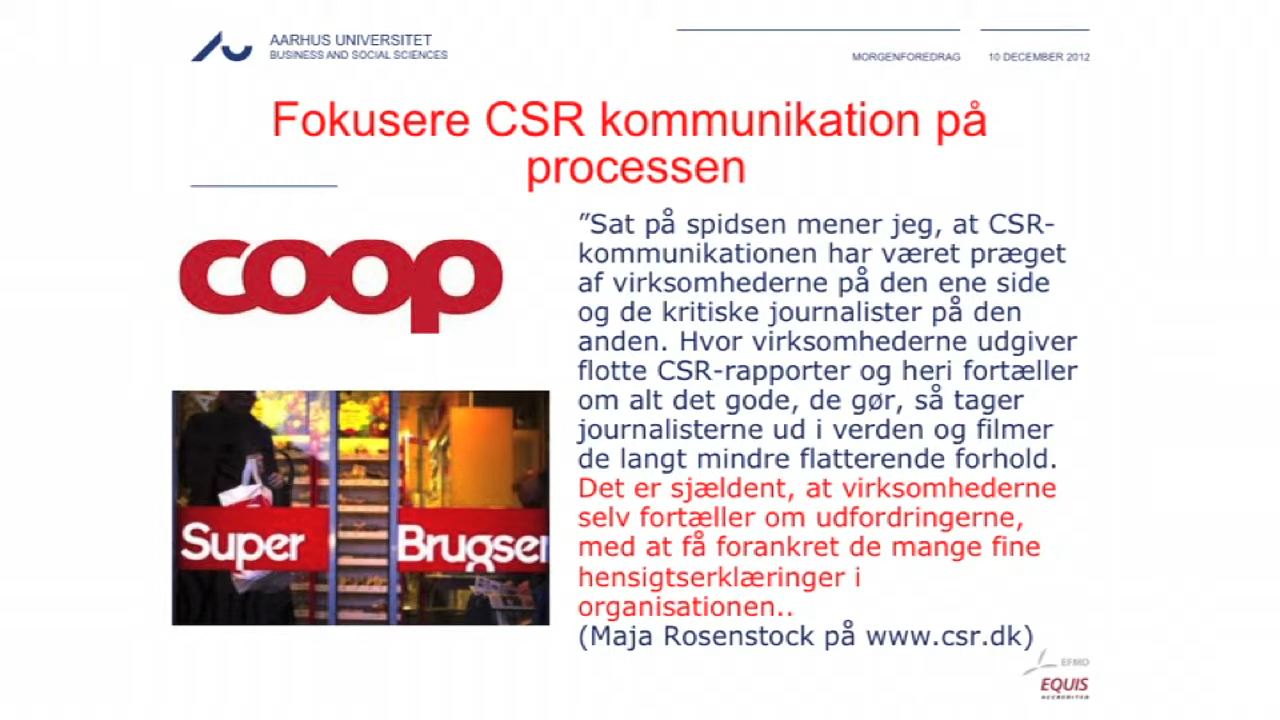 AARHUS UNIVERSITET
BUSINESS AND SOCIAL SCIENCES
MORGENFOREDRAG
10 DECEMBER 2012
Fokusere CSR kommunikation på
processen
coop
Super Brugsen
”Sat på spidsen mener jeg, at CSR-
kommunikationen har været præget
af virksomhederne på den ene side
og de kritiske journalister på den
anden. Hvor virksomhederne udgiver
flotte CSR-rapporter og heri fortæller
om alt det gode, de gør, så tager
journalisterne ud i verden og filmer
de langt mindre flatterende forhold.
Det er sjældent, at virksomhederne
selv fortæller om udfordringerne,
med at få forankret de mange fine
hensigtserklæringer i
organisationen..
(Maja Rosenstock på www.csr.dk)
EFMD
EQUIS
ACCREDITED